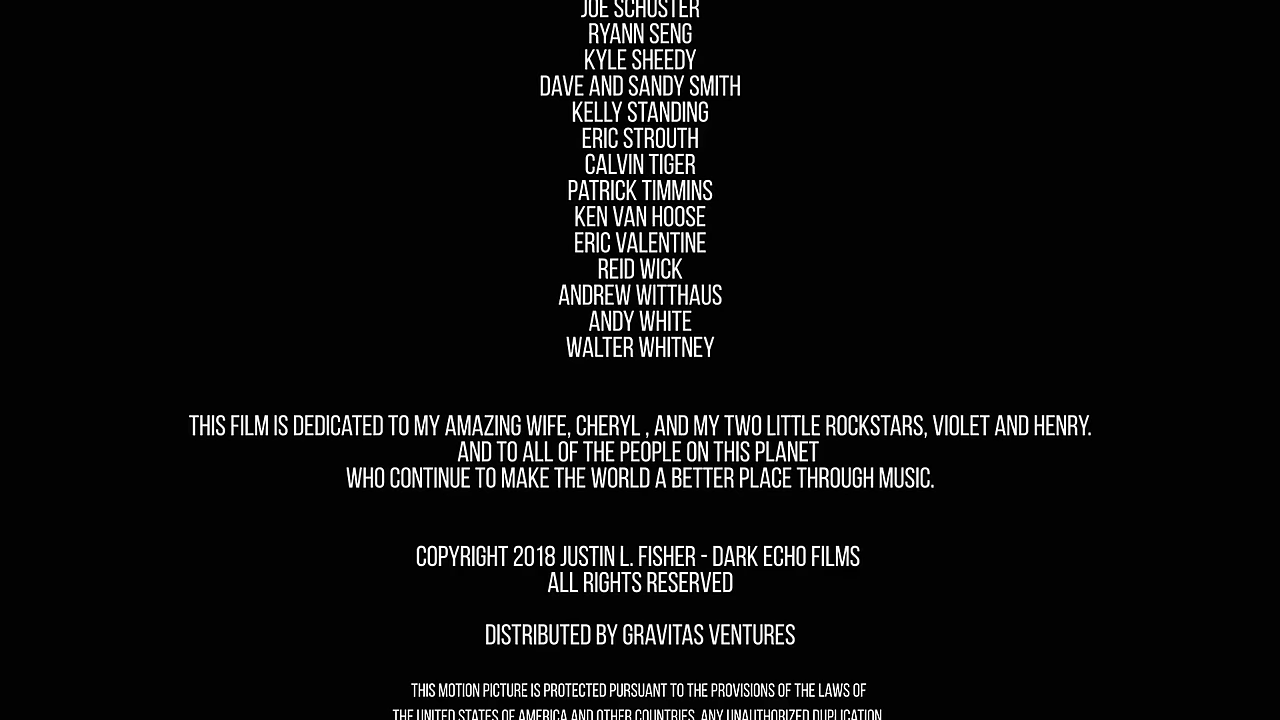 JOE SCHUSTER
RYANN SENG
KYLE SHEEDY
DAVE AND SANDY SMITH
KELLY STANDING
ERIC STROUTH
CALVIN TIGER
PATRICK TIMMINS
KEN VAN HOOSE
ERIC VALENTINE
REID WICK
ANDREW WITTHAUS
ANDY WHITE
WALTER WHITNEY
THIS FILM IS DEDICATED TO MY AMAZING WIFE, CHERYL , AND MY TWO LITTLE ROCKSTARS, VIOLET AND HENRY.
AND TO ALL OF THE PEOPLE ON THIS PLANET
WHO CONTINUE TO MAKE THE WORLD A BETTER PLACE THROUGH MUSIC.
COPYRIGHT 2018 JUSTIN L. FISHER - DARK ECHO FILMS
ALL RIGHTS RESERVED
DISTRIBUTED BY GRAVITAS VENTURES
THIS MOTION PICTURE IS PROTECTED PURSUANT TO THE PROVISIONS OF THE LAWS OF
THE UNITED STATES OF AMERICA AND OTHER COUNTRIES. ANY UNAUTHORIZED DUPLICATION,